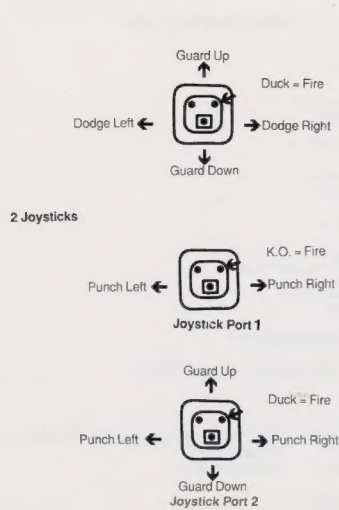 Guard Up
Duck = Fire
Dodge Left
Dodge Right
Guard Down
2 Joysticks
K.O. = Fire
Punch Left
Punch Right
Joystick Port 1
Guard Up
Duck = Fire
Punch Left
Punch Right
Guard Down
Joystick Port 2